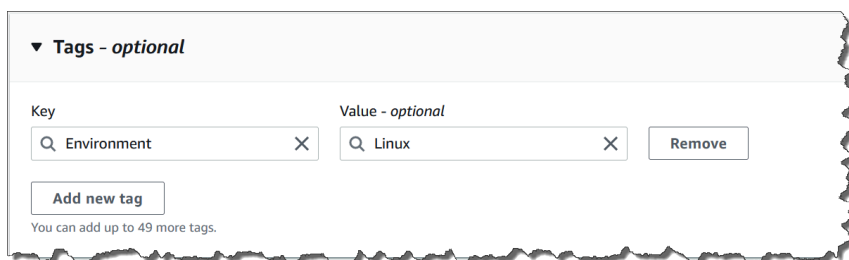 Tags - optional
Key Value - optional
Environment Linux Remove
Add new tag
You can add up to 49 more tags.